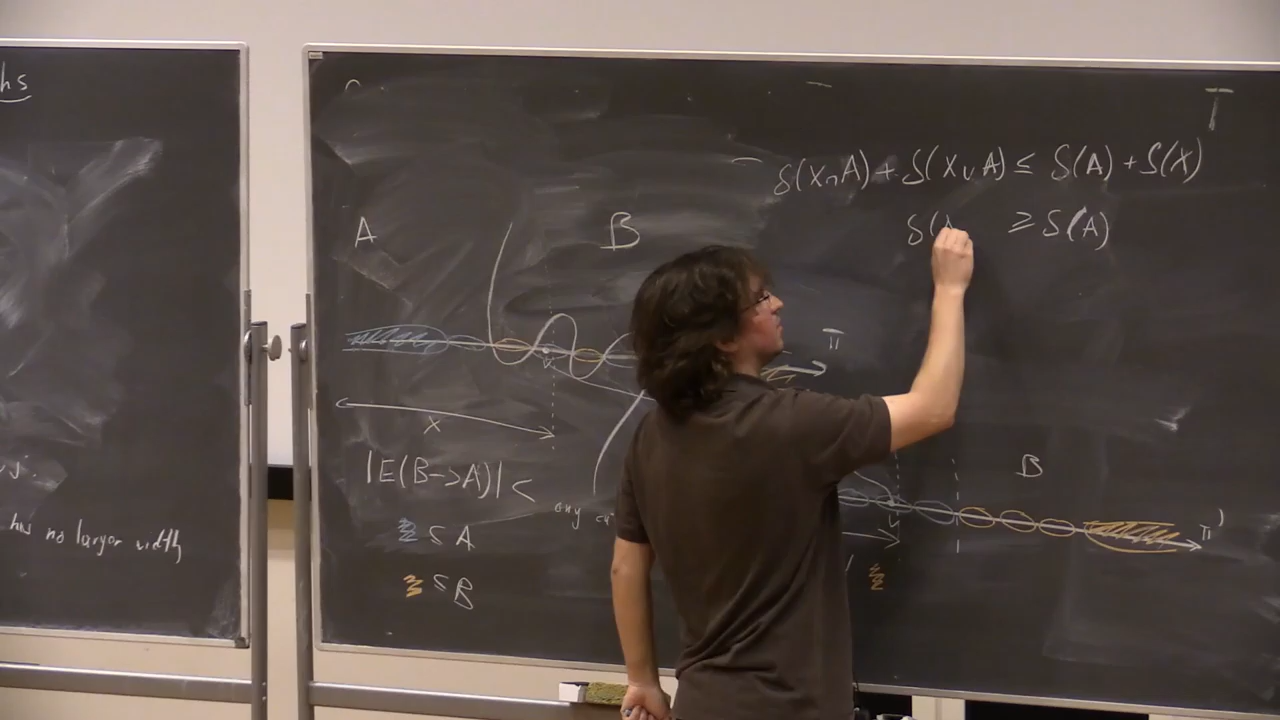 hs
has no larger width
T
δ(X∩A) + δ(X∪A) ≤ δ(A) + δ(X)
δ( ≥ δ(A)
A
B
π
X
|E(B->A)| <
any
⊆ A
⊆ B
B
π'